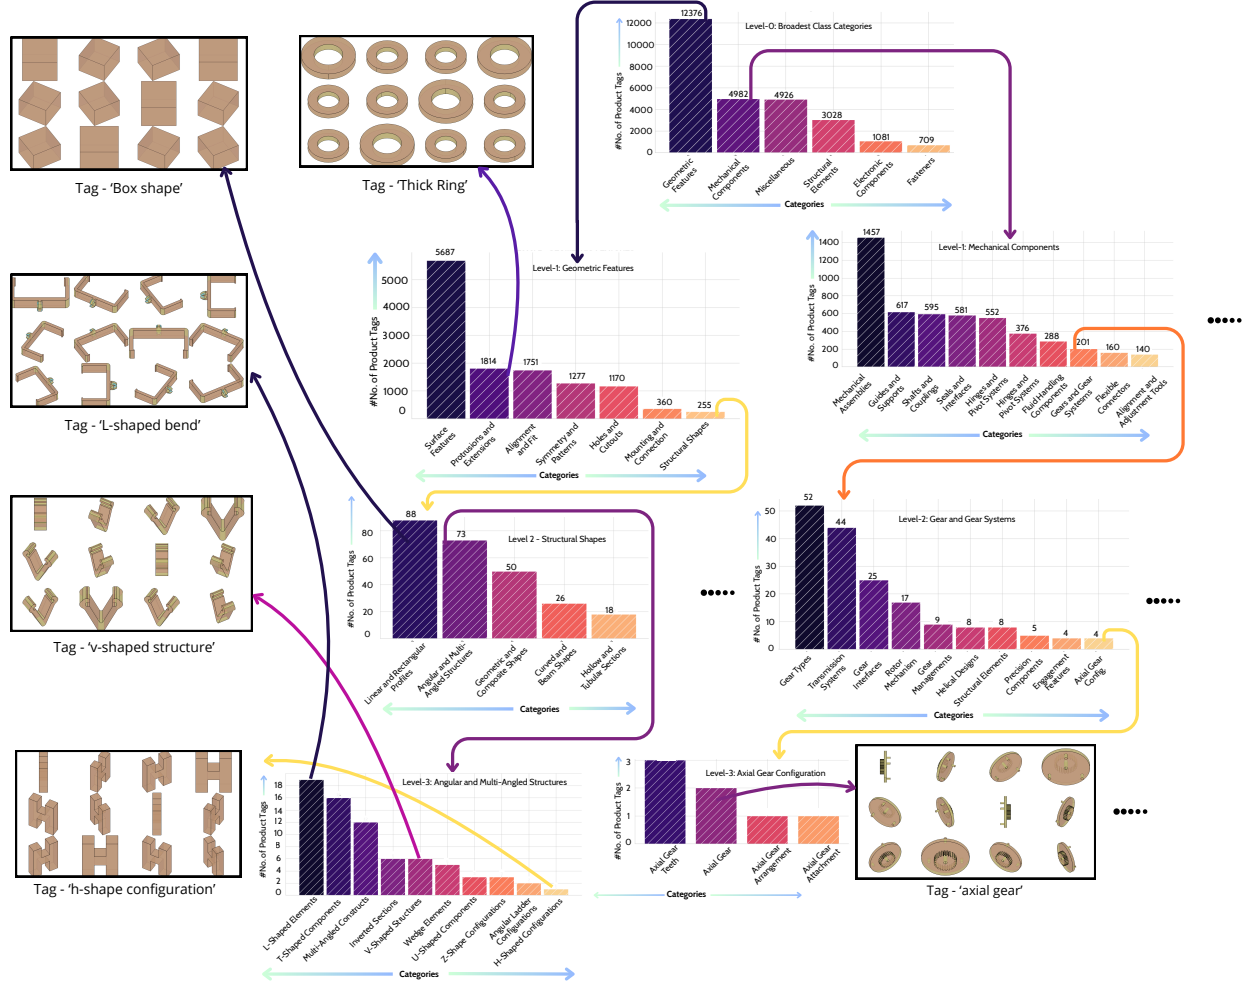 12376
Level-0: Broadest Class Categories
12000
10000
8000
6000
4000
2000
0
#No. of Product Tags
4982
4926
3028
1081
709
Geometric
Features
Mechanical
Components
Miscellaneous
Structural
Elements
Electronic
Components
Fasteners
Categories
Tag - 'Box shape'
Tag - 'Thick Ring'
5687
Level-1: Geometric Features
5000
4000
3000
2000
1000
0
#No. of Product Tags
1814
1751
1277
1170
360
255
Surface
Features
Protrusions and
Extensions
Alignment
and Fit
Symmetry and
Patterns
Holes and
Cutouts
Mounting and
Connection
Structural Shapes
Categories
1457
Level-1: Mechanical Components
1400
1200
800
600
400
200
0
#No. of Product Tags
617
595
581
552
376
288
201
160
140
Mechanical
Assemblies
Guides and
Supports
Shafts and
Couplings
Seals and
Interfaces
Hinges and
Pivot Systems
Hinges and
Pivot Systems
Fluid Handling
Components
Gears and Gear
Systesms
Flexible
Connectors
Alignment and
Adjustment Tools
Categories
Tag - 'L-shaped bend'
88
Level 2 - Structural Shapes
80
60
40
20
0
#No. of Product Tags
73
50
26
18
Linear and Rectangular
Profiles
Angular and Multi-
Angled Structures
Geometric and
Composite Shapes
Curved and
Beam Shapes
Hollow and
Tubular Sections
Categories
52
Level-2: Gear and Gear Systems
50
40
30
20
10
0
#No. of Product Tags
44
25
17
9
8
8
5
4
4
Gear Types
Transmission
Systems
Gear
Interfaces
Rotor
Mechanism
Gear
Managements
Helical Designs
Structural Elements
Precision
Components
Engagement
Features
Axial Gear
Config.
Categories
Tag - 'v-shaped structure'
Level-3: Angular and Multi-Angled Structures
18
16
14
12
10
8
6
4
2
0
#No. of Product Tags
L-Shaped Elements
T-Shaped Components
Multi-Angled Constructs
Inverted Sections
V-Shaped Structures
Wedge Elements
U-Shaped Components
Z-Shape Configurations
Angular Ladder
Configurations
H-Shaped Configurations
Categories
Level-3: Axial Gear Configuration
3
2
1
0
#No. of Product Tags
Axial Gear
Teeth
Axial Gear
Axial Gear
Arrangement
Axial Gear
Attachment
Categories
Tag - 'h-shape configuration'
Tag - 'axial gear'